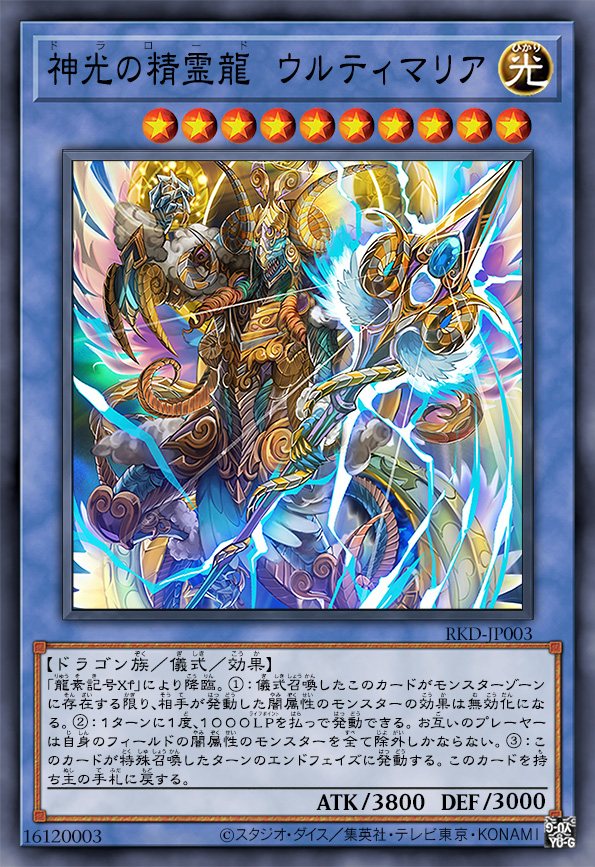 ドラロード
神光の精霊龍 ウルティマリア
ひかり
光
RKD-JP003
【ドラゴン族／儀式／効果】
「龍素記号Xf」により降臨。①：儀式召喚したこのカードがモンスターゾーン
に存在する限り、相手が発動した闇属性のモンスターの効果は無効化にな
る。②：1ターンに1度、1000LPを払って発動できる。お互いのプレーヤー
は自身のフィールドの闇属性のモンスターを全て除外しかならない。③：こ
のカードが特殊召喚したターンのエンドフェイズに発動する。このカードを持
ち主の手札に戻する。
ATK/3800 DEF/3000
16120003
©スタジオ・ダイス／集英社・テレビ東京・KONAMI